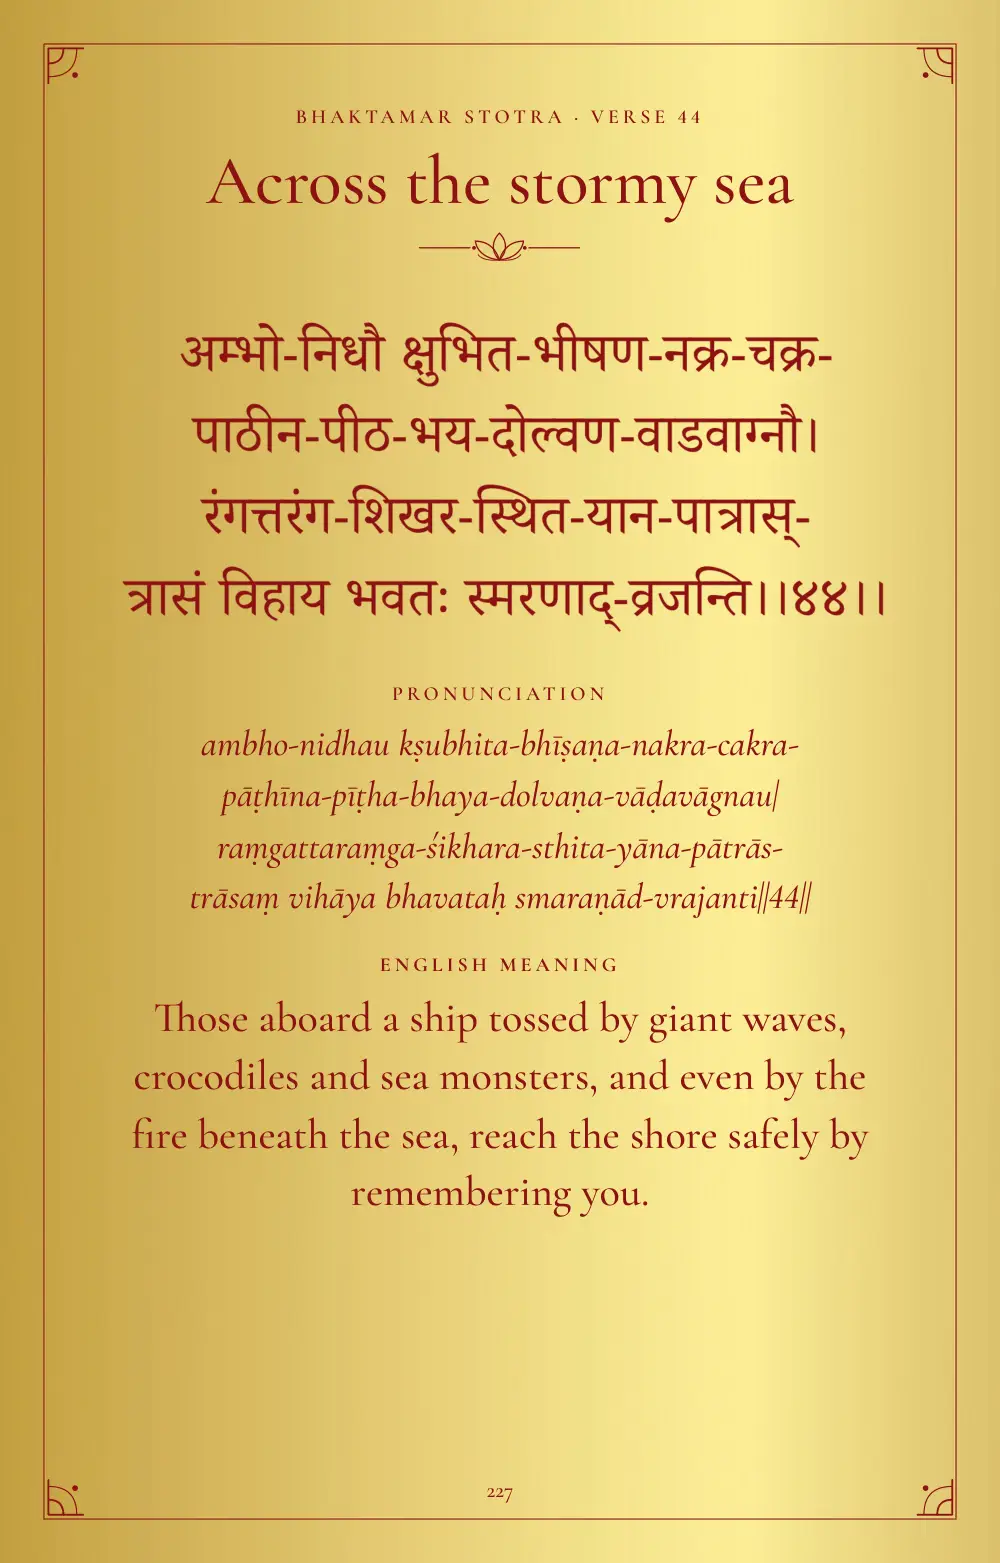 BHAKTAMAR STOTRA · VERSE 44
Across the stormy sea
अम्भो-निधौ क्षुभित-भीषण-नक्र-चक्र-
पाठीन-पीठ-भय-दोल्वण-वाडवाग्नौ।
रंगत्तरंग-शिखर-स्थित-यान-पात्रास्-
त्रासं विहाय भवतः स्मरणाद्-व्रजन्ति।।४४।।
PRONUNCIATION
ambho-nidhau kṣubhita-bhīṣaṇa-nakra-cakra-
pāṭhīna-pīṭha-bhaya-dolvaṇa-vāḍavāgnau|
raṃgattaraṃga-śikhara-sthita-yāna-pātrās-
trāsaṃ vihāya bhavataḥ smaraṇād-vrajanti||44||
ENGLISH MEANING
Those aboard a ship tossed by giant waves,
crocodiles and sea monsters, and even by the
fire beneath the sea, reach the shore safely by
remembering you.
227